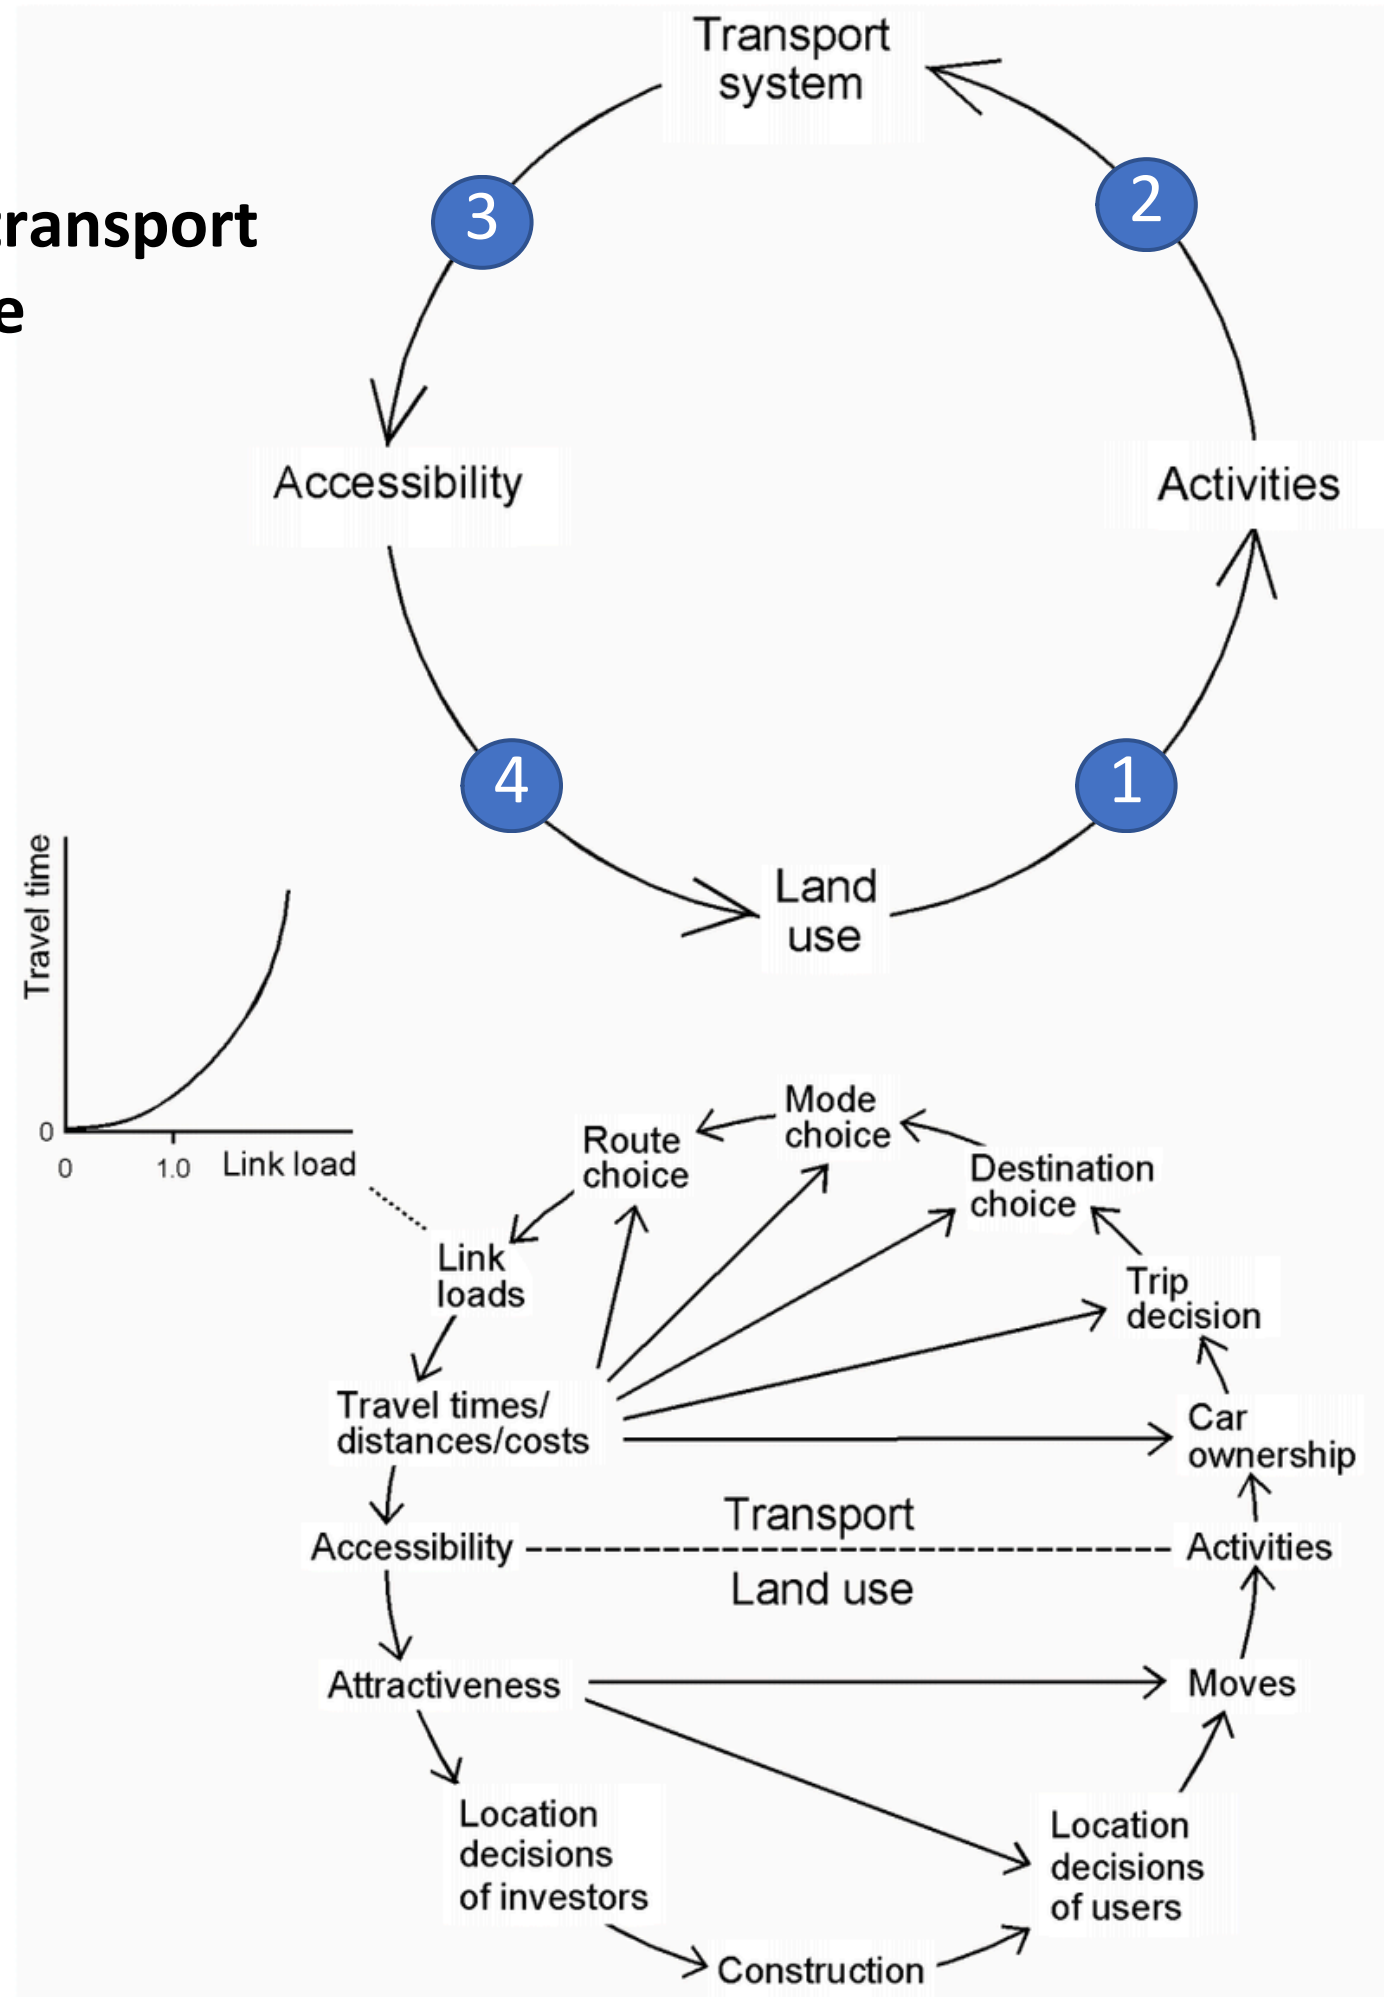 Transport
system
2
3
transport
e
Accessibility
Activities
4
1
Land
use
Travel time
0
0
1.0
Link load
Mode
choice
Route
choice
Destination
choice
Link
loads
Trip
decision
Travel times/
distances/costs
Car
ownership
Transport
Accessibility
Activities
Land use
Attractiveness
Moves
Location
decisions
of investors
Location
decisions
of users
Construction